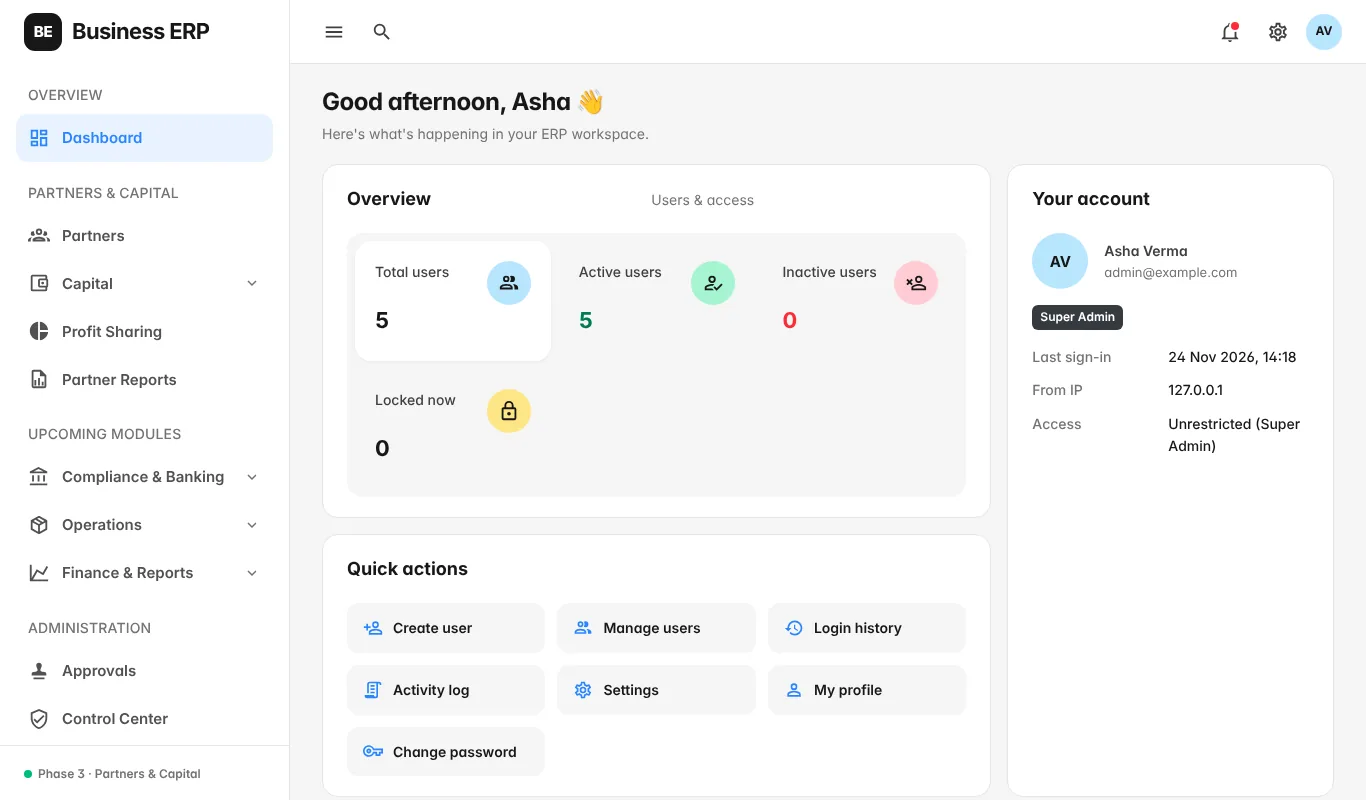 BE Business ERP
OVERVIEW
Dashboard
PARTNERS & CAPITAL
Partners
Capital
Profit Sharing
Partner Reports
UPCOMING MODULES
Compliance & Banking
Operations
Finance & Reports
ADMINISTRATION
Approvals
Control Center
Phase 3 · Partners & Capital
AV
Good afternoon, Asha 👋
Here's what's happening in your ERP workspace.
Overview
Users & access
Total users
5
Active users
5
Inactive users
0
Locked now
0
Quick actions
Create user
Manage users
Login history
Activity log
Settings
My profile
Change password
Your account
AV
Asha Verma
admin@example.com
Super Admin
Last sign-in 24 Nov 2026, 14:18
From IP 127.0.0.1
Access Unrestricted (Super
Admin)